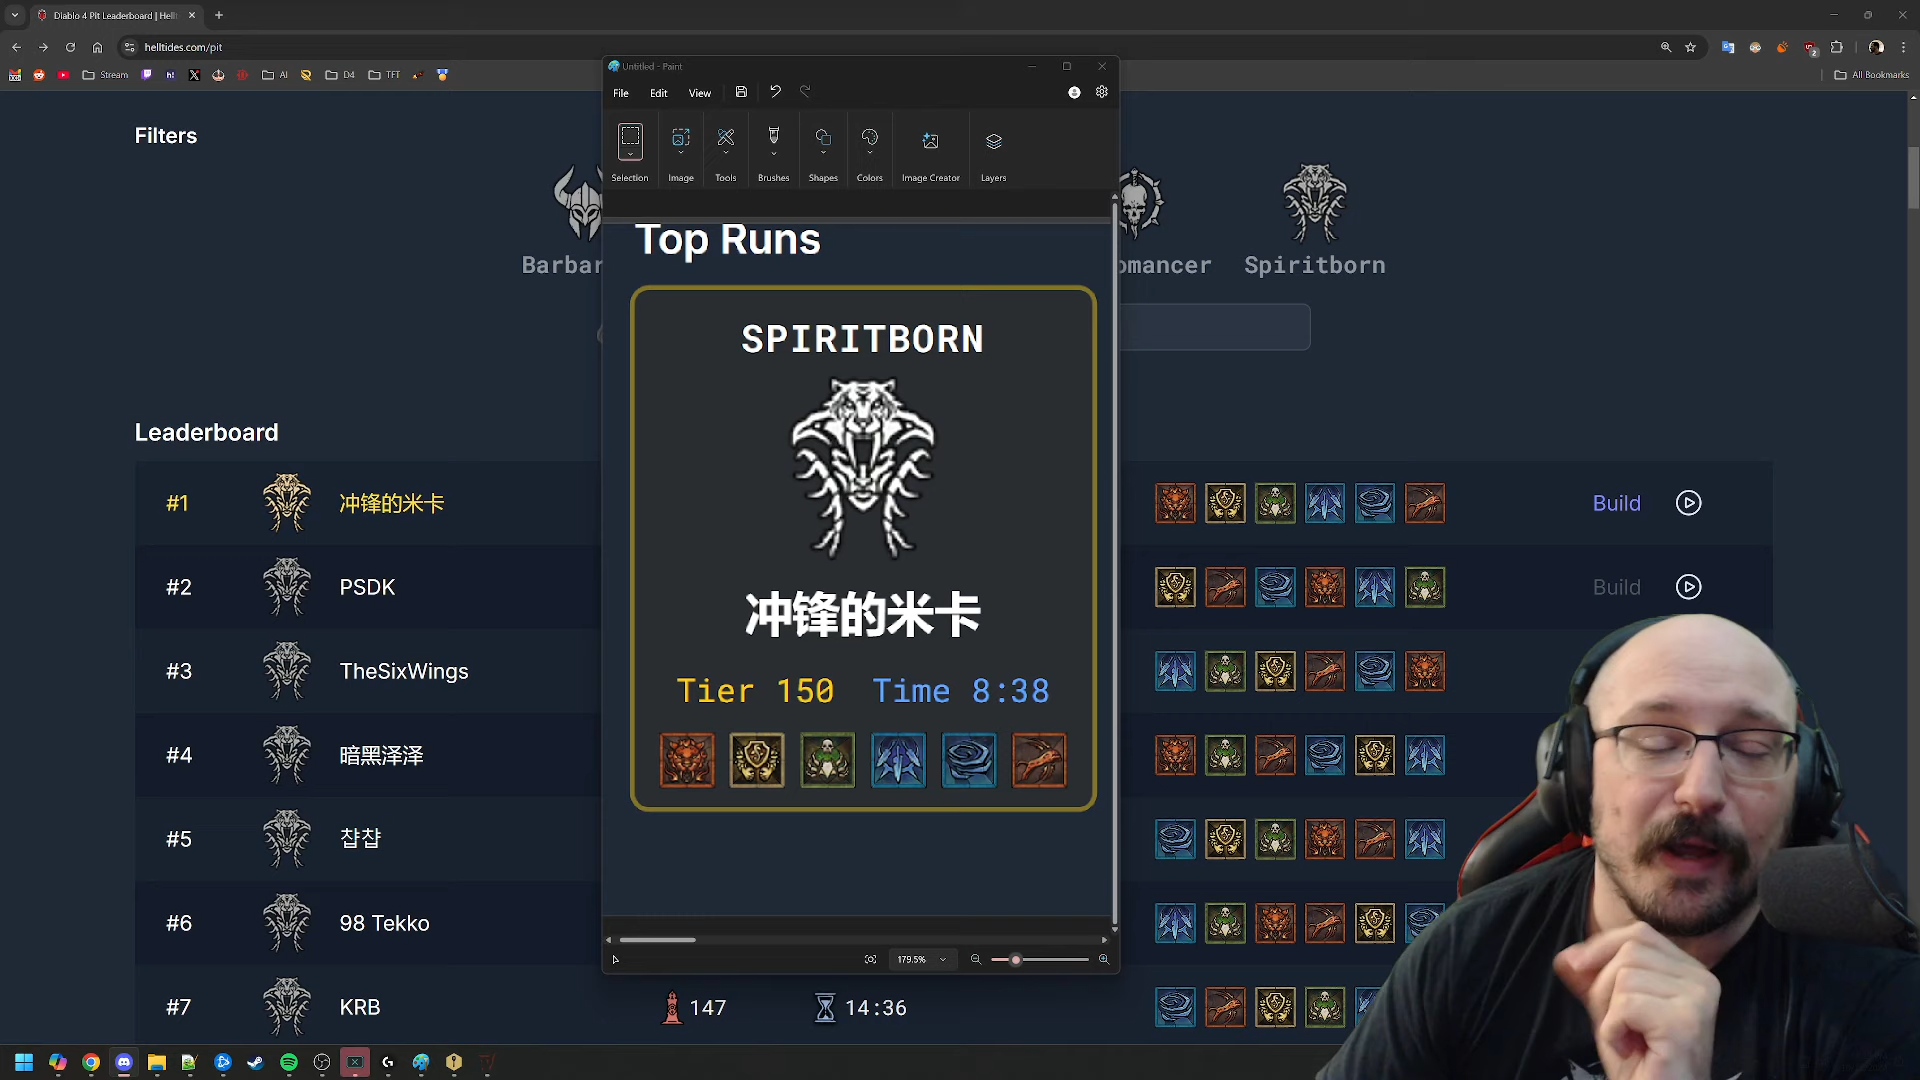 Diablo 4 Pit Leaderboard | Hellt
helltides.com/pit
Stream
AI
D4
TFT
All Bookmarks
Untitled - Paint
File
Edit
View
Selection
Image
Tools
Brushes
Shapes
Colors
Image Creator
Layers
Filters
Barbar
omancer
Spiritborn
Top Runs
SPIRITBORN
冲锋的米卡
Tier 150 Time 8:38
179.5%
Leaderboard
#1 冲锋的米卡 Build
#2 PSDK Build
#3 TheSixWings
#4 暗黑泽泽
#5 챱챱
#6 98 Tekko
#7 KRB 147 14:36